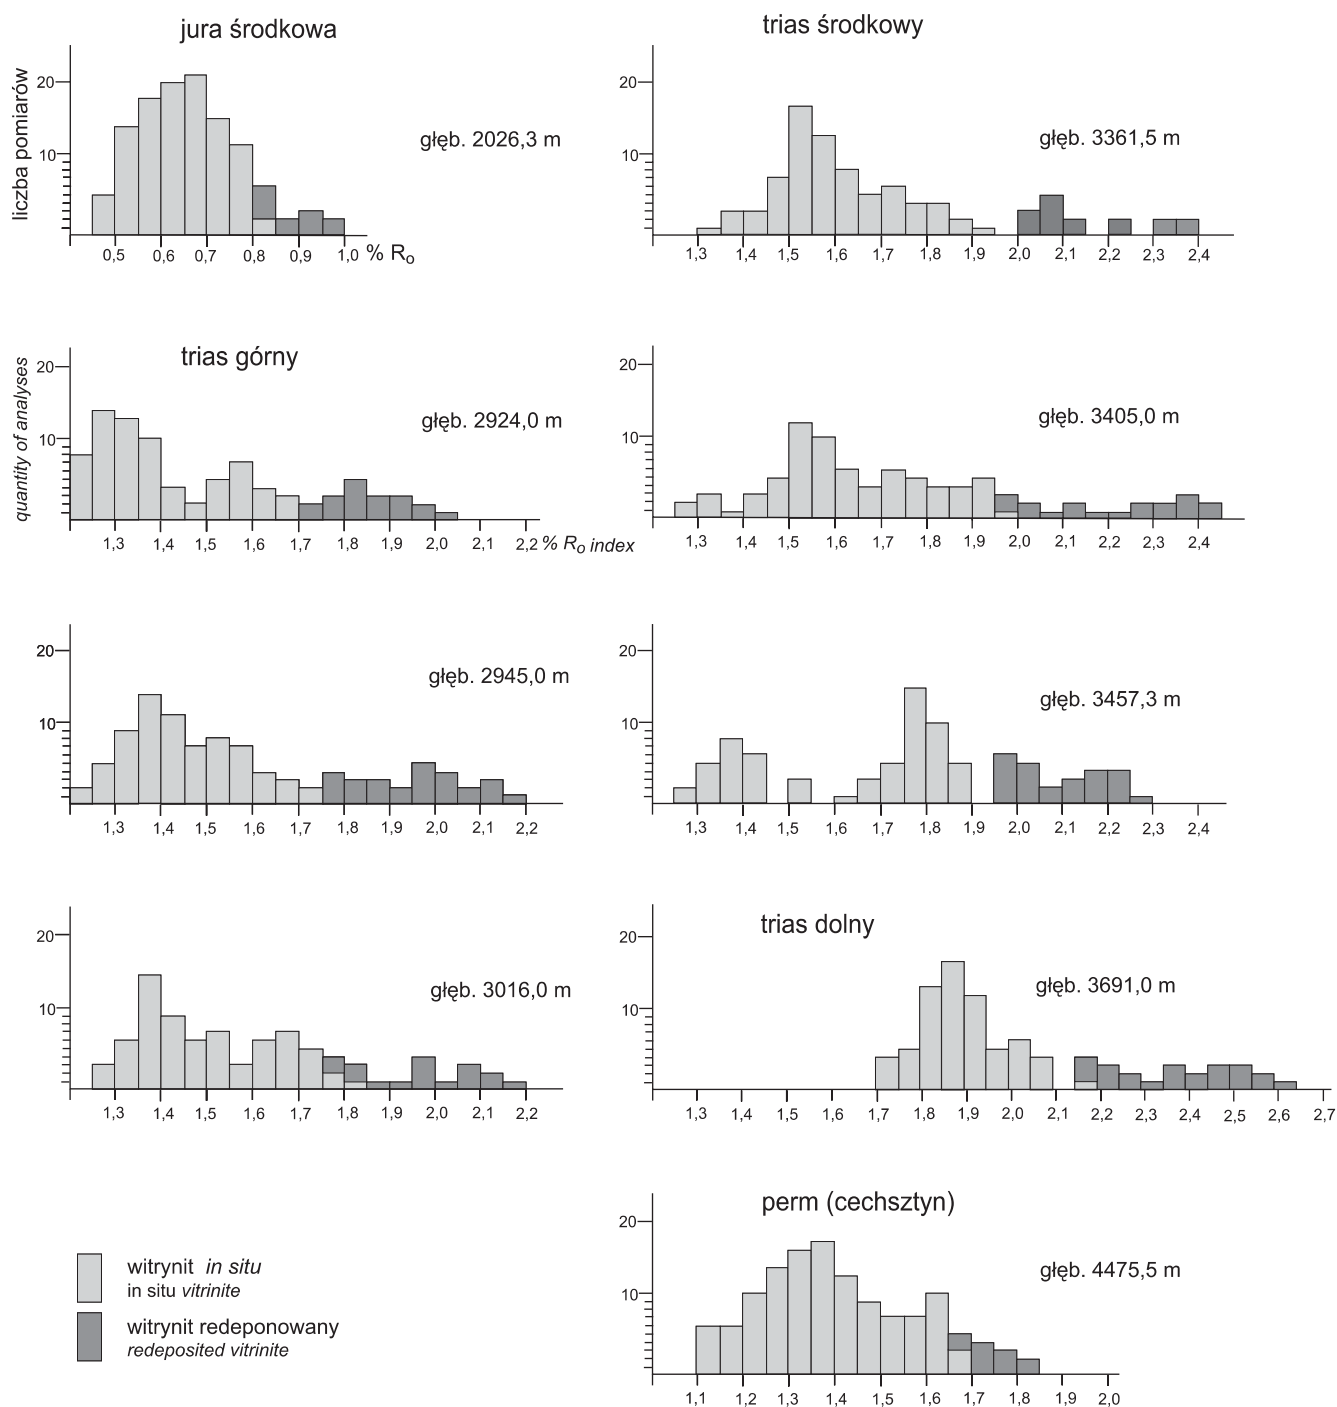 jura środkowa
liczba pomiarów
20
10
głęb. 2026,3 m
0,5 0,6 0,7 0,8 0,9 1,0 % Ro
trias środkowy
20
10
głęb. 3361,5 m
1,3 1,4 1,5 1,6 1,7 1,8 1,9 2,0 2,1 2,2 2,3 2,4
trias górny
quantity of analyses
20
10
głęb. 2924,0 m
1,3 1,4 1,5 1,6 1,7 1,8 1,9 2,0 2,1 2,2 % Ro index
20
10
głęb. 3405,0 m
1,3 1,4 1,5 1,6 1,7 1,8 1,9 2,0 2,1 2,2 2,3 2,4
20
10
głęb. 2945,0 m
1,3 1,4 1,5 1,6 1,7 1,8 1,9 2,0 2,1 2,2
20
10
głęb. 3457,3 m
1,3 1,4 1,5 1,6 1,7 1,8 1,9 2,0 2,1 2,2 2,3 2,4
20
10
głęb. 3016,0 m
1,3 1,4 1,5 1,6 1,7 1,8 1,9 2,0 2,1 2,2
trias dolny
20
10
głęb. 3691,0 m
1,3 1,4 1,5 1,6 1,7 1,8 1,9 2,0 2,1 2,2 2,3 2,4 2,5 2,6 2,7
perm (cechsztyn)
20
10
głęb. 4475,5 m
1,1 1,2 1,3 1,4 1,5 1,6 1,7 1,8 1,9 2,0
witrynit in situ
in situ vitrinite
witrynit redeponowany
redeposited vitrinite